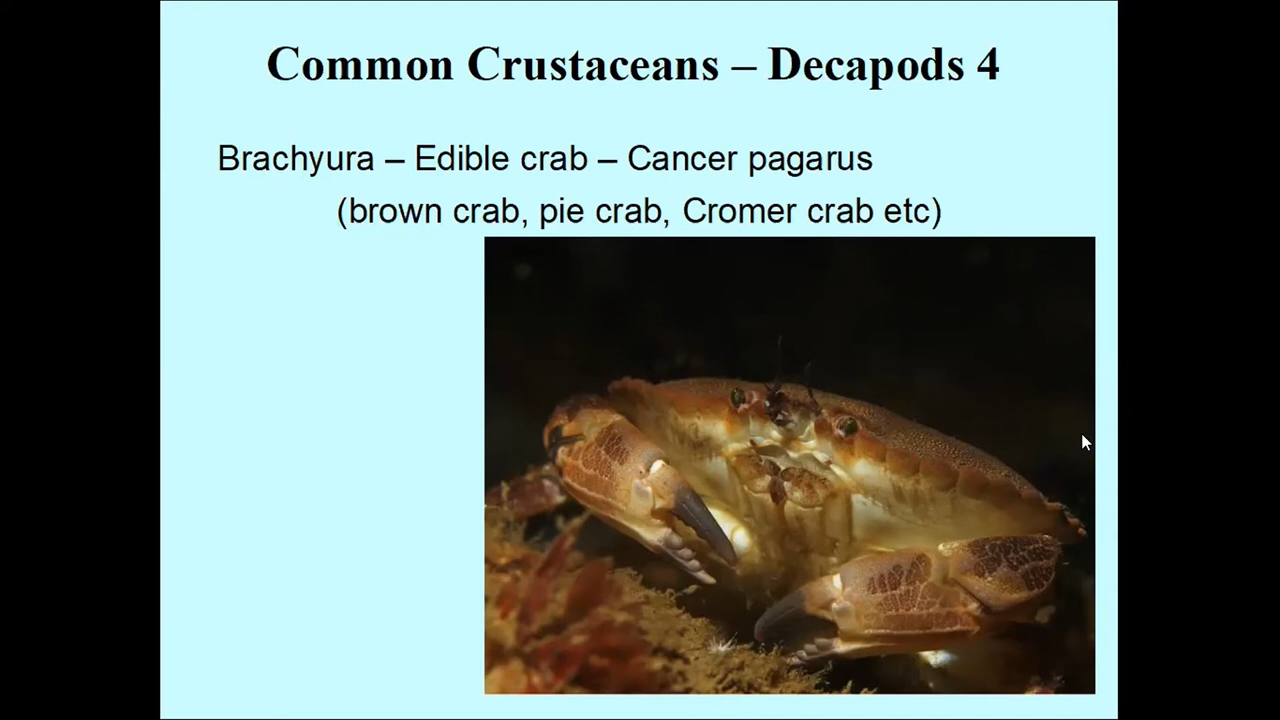 Common Crustaceans – Decapods 4
Brachyura – Edible crab – Cancer pagarus
(brown crab, pie crab, Cromer crab etc)